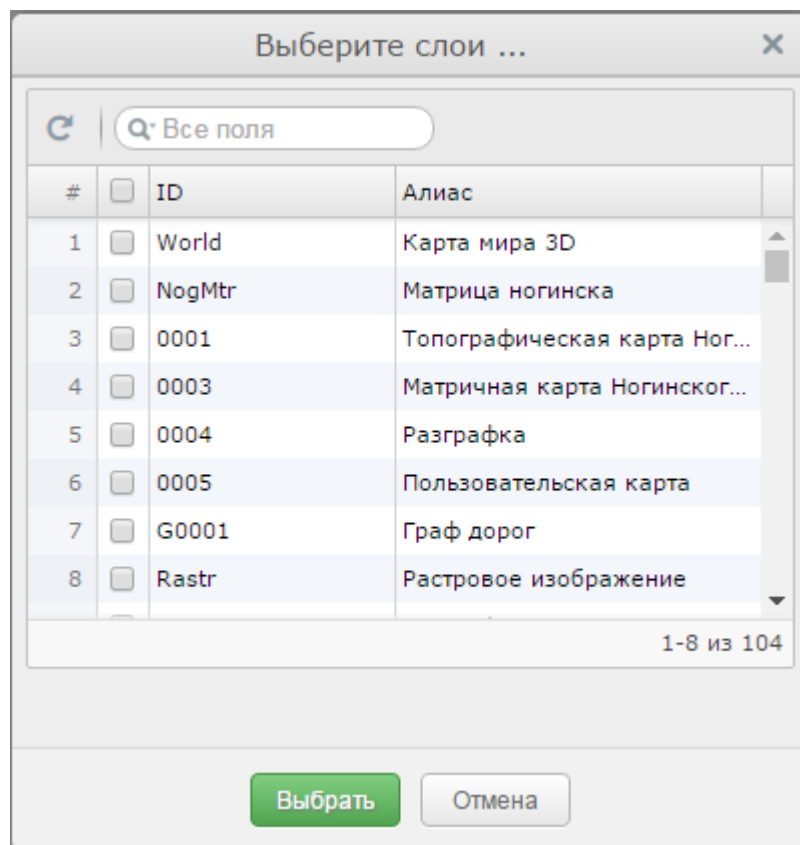 Выберите слои ...
Все поля
# ID Алиас
1 World Карта мира 3D
2 NogMtr Матрица ногинска
3 0001 Топографическая карта Ног...
4 0003 Матричная карта Ногинског...
5 0004 Разграфка
6 0005 Пользовательская карта
7 G0001 Граф дорог
8 Rastr Растровое изображение
1-8 из 104
Выбрать Отмена